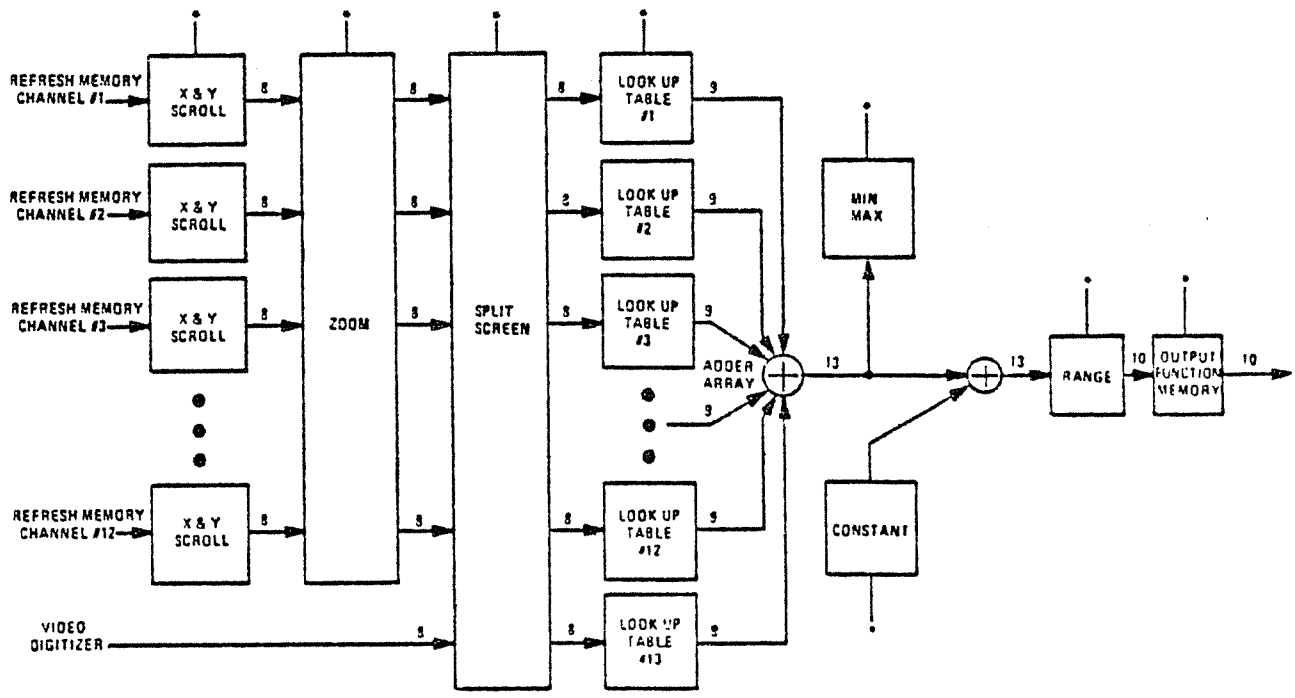 REFRESH MEMORY
CHANNEL #1
X & Y
SCROLL
8
8
8
LOOK UP
TABLE
#1
9
REFRESH MEMORY
CHANNEL #2
X & Y
SCROLL
8
8
8
LOOK UP
TABLE
#2
9
MIN
MAX
REFRESH MEMORY
CHANNEL #3
X & Y
SCROLL
8
ZOOM
8
SPLIT
SCREEN
8
LOOK UP
TABLE
#3
9
ADDER
ARRAY
13
13
RANGE
10
OUTPUT
FUNCTION
MEMORY
10
9
REFRESH MEMORY
CHANNEL #12
X & Y
SCROLL
8
8
8
LOOK UP
TABLE
#12
9
CONSTANT
VIDEO
DIGITIZER
8
8
LOOK UP
TABLE
#13
9